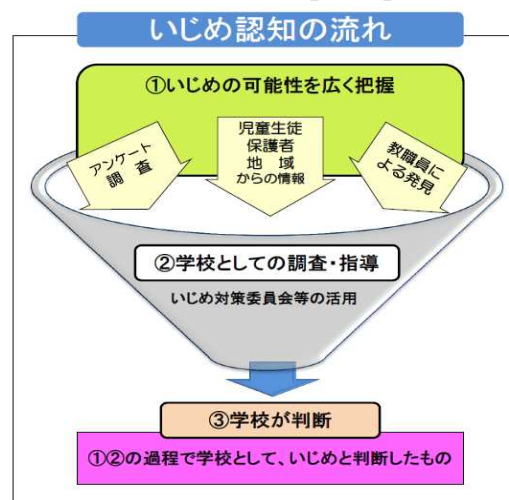 いじめ認知の流れ
①いじめの可能性を広く把握
アンケート
調査
児童生徒
保護者
地域
からの情報
教職員に
よる発見
②学校としての調査・指導
いじめ対策委員会等の活用
③学校が判断
①②の過程で学校として、いじめと判断したもの